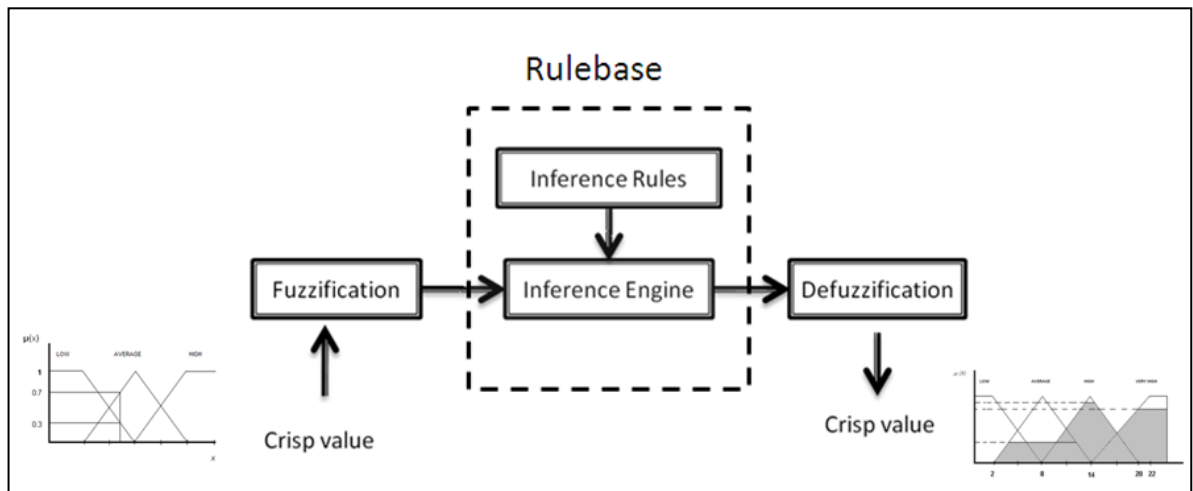 Rulebase
Inference Rules
Fuzzification
Inference Engine
Defuzzification
Crisp value
Crisp value
μ(x)
LOW AVERAGE HIGH
1
0.7
0.3
x
LOW AVERAGE HIGH VERY HIGH
2 8 14 20 22